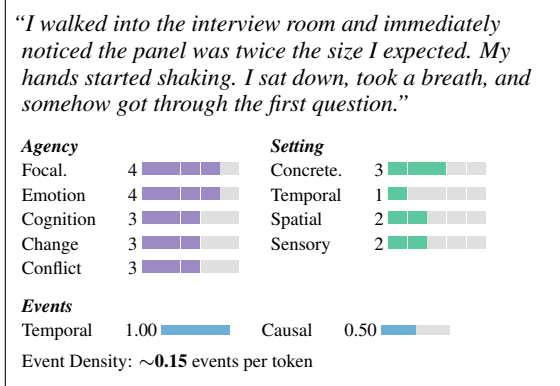 “I walked into the interview room and immediately
noticed the panel was twice the size I expected. My
hands started shaking. I sat down, took a breath, and
somehow got through the first question.”
Agency
Focal. 4
Emotion 4
Cognition 3
Change 3
Conflict 3
Setting
Concrete. 3
Temporal 1
Spatial 2
Sensory 2
Events
Temporal 1.00 Causal 0.50
Event Density: ∼0.15 events per token